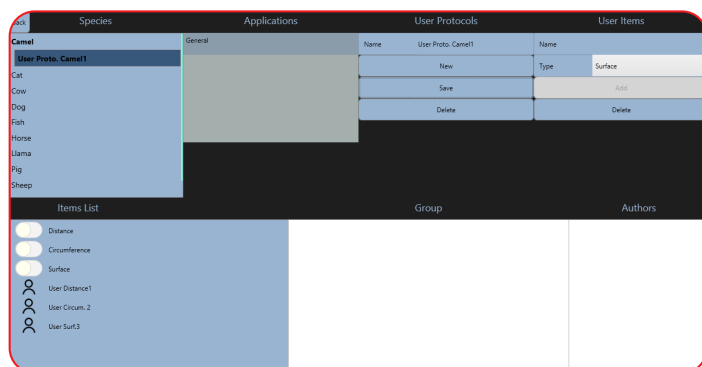 Species
Applications
User Protocols
User Items
Camel
User Proto. Camel1
Cat
Cow
Dog
Fish
Horse
Llama
Pig
Sheep
General
Name User Proto. Camel1
New
Save
Delete
Name
Type Surface
Add
Delete
Items List
Group
Authors
Distance
Circumference
Surface
User Distance1
User Circum. 2
User Surf.3